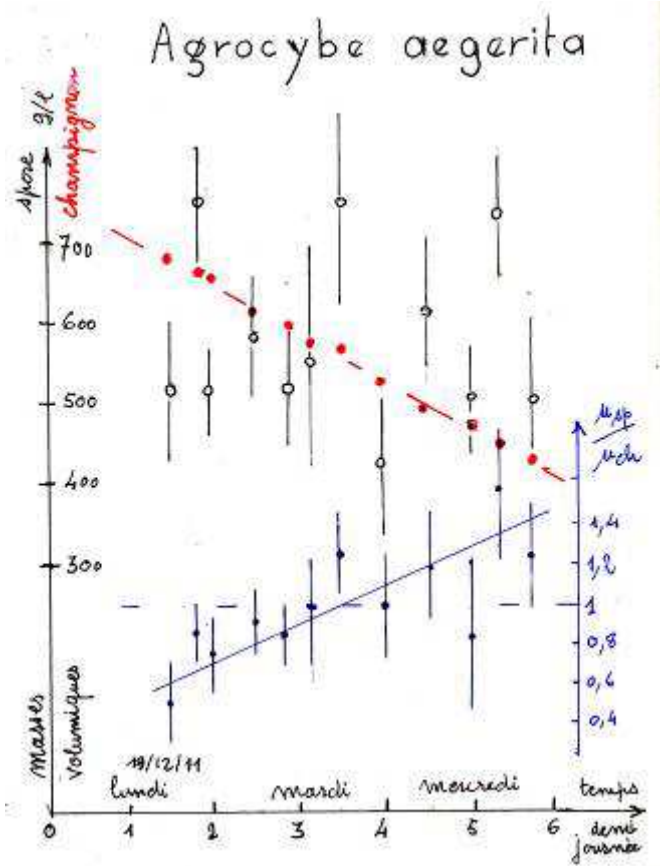 Agrocybe aegerita
spore g/l
champignon
700
600
500
400
300
masses
volumiques
µsp
µch
1,4
1,2
1
0,8
0,6
0,4
19/12/11
lundi
mardi
mercredi
temps
0
1
2
3
4
5
6
demi
journée